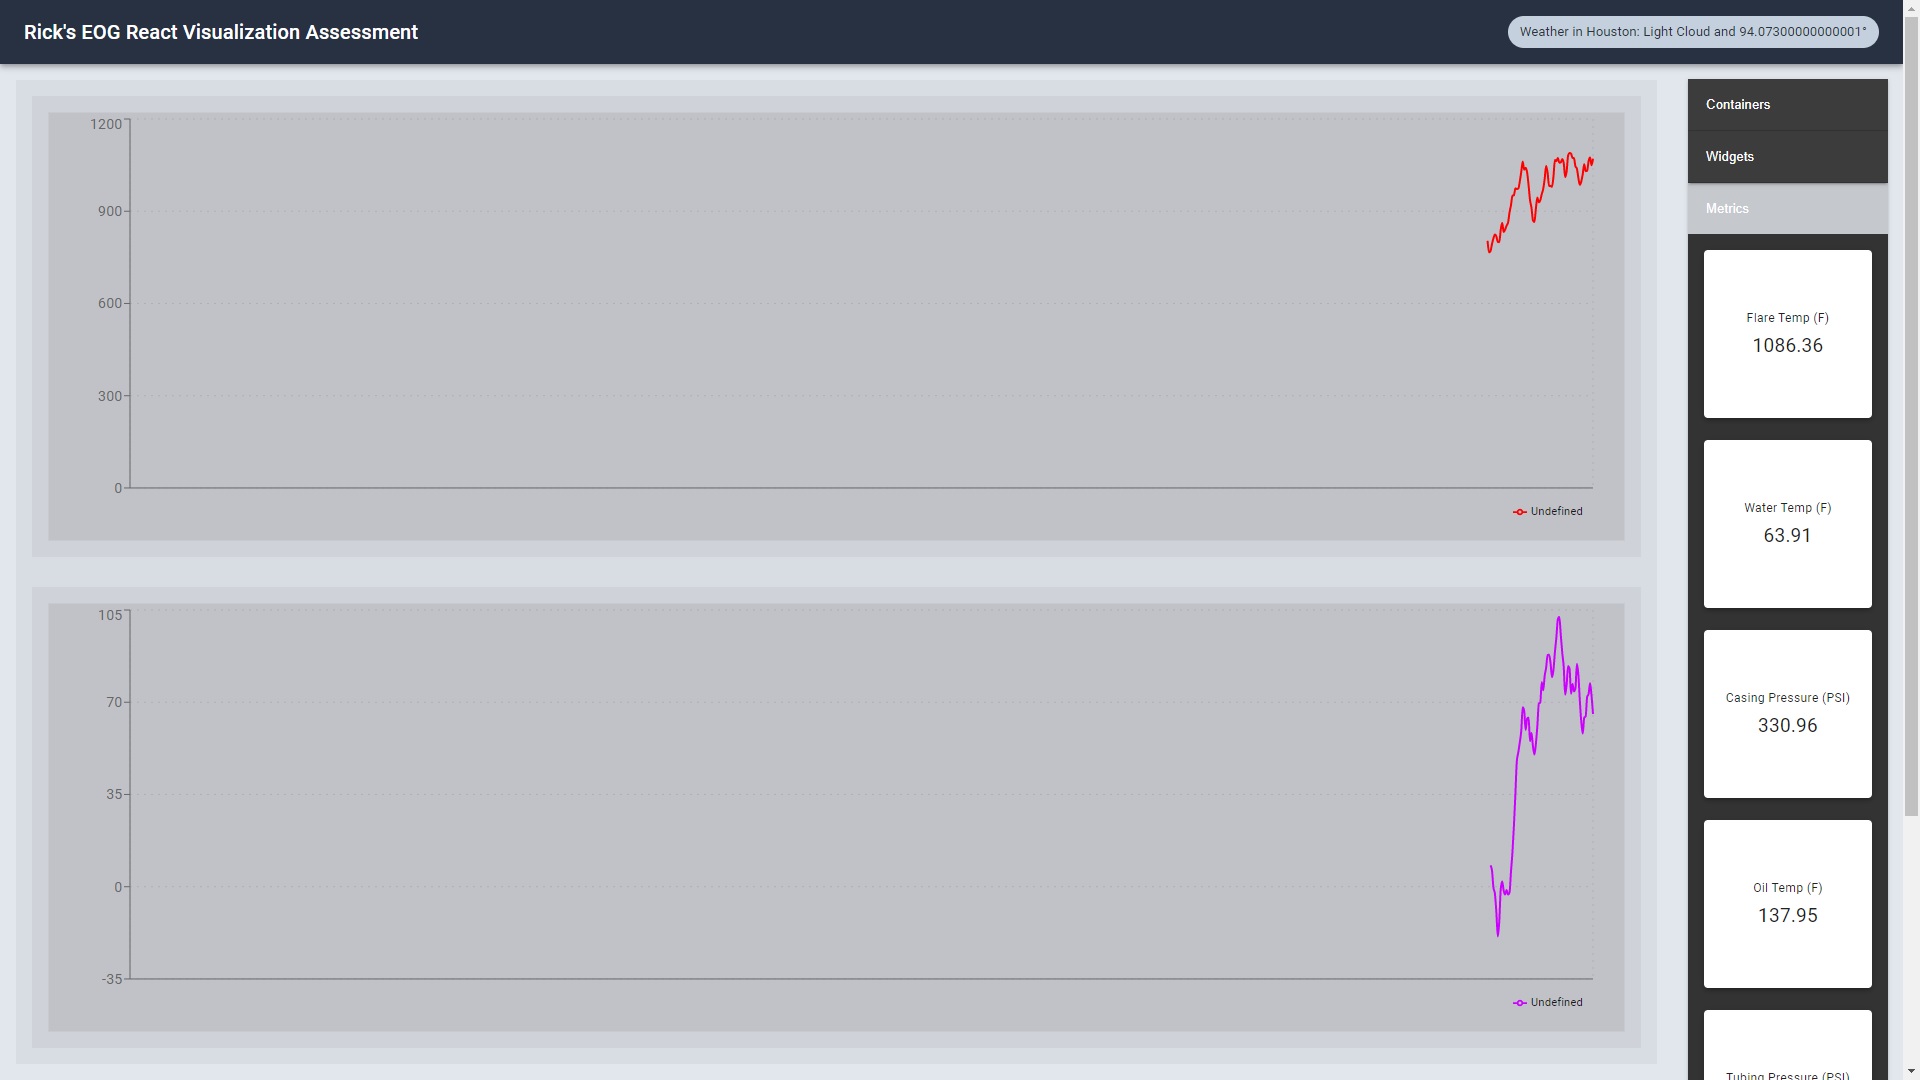 Rick's EOG React Visualization Assessment
Weather in Houston: Light Cloud and 94.07300000000001°
1200
900
600
300
0
Undefined
105
70
35
0
-35
Undefined
Containers
Widgets
Metrics
Flare Temp (F)
1086.36
Water Temp (F)
63.91
Casing Pressure (PSI)
330.96
Oil Temp (F)
137.95
Tubing Pressure (PSI)